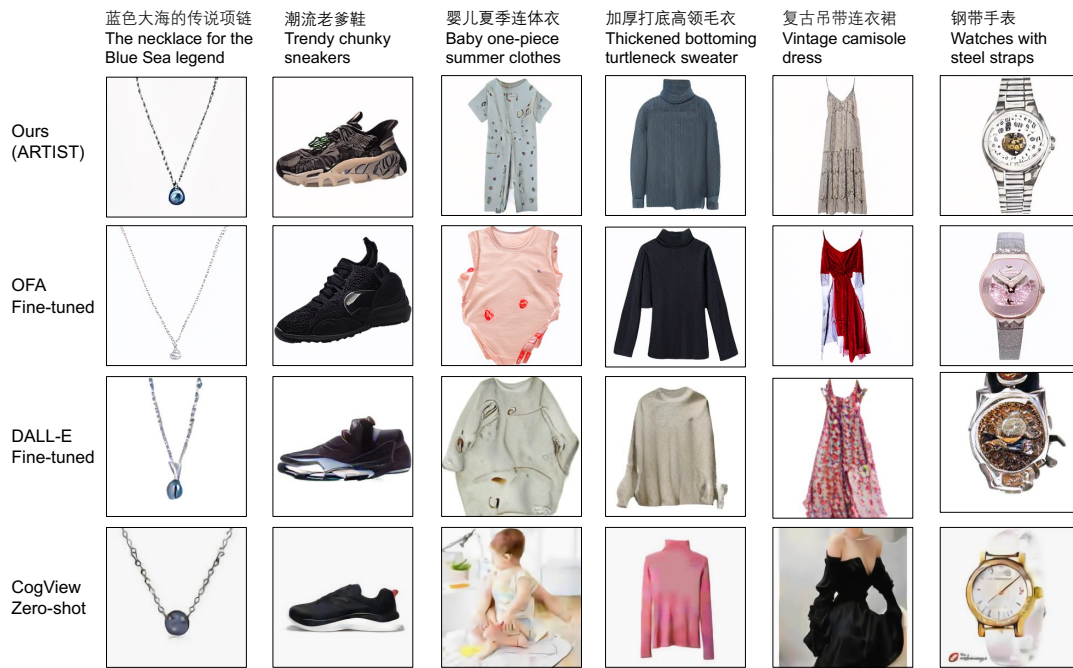 蓝色大海的传说项链
The necklace for the
Blue Sea legend
潮流老爹鞋
Trendy chunky
sneakers
婴儿夏季连体衣
Baby one-piece
summer clothes
加厚打底高领毛衣
Thickened bottoming
turtleneck sweater
复古吊带连衣裙
Vintage camisole
dress
钢带手表
Watches with
steel straps
Ours
(ARTIST)
OFA
Fine-tuned
DALL-E
Fine-tuned
CogView
Zero-shot